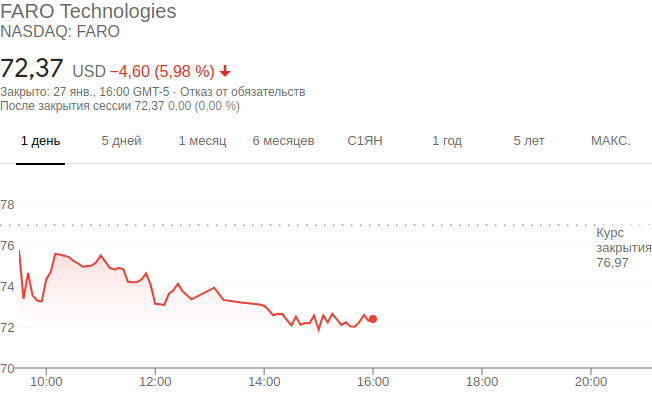 FARO Technologies
NASDAQ: FARO
72,37 USD −4,60 (5,98 %)
Закрыто: 27 янв., 16:00 GMT-5 · Отказ от обязательств
После закрытия сессии 72,37 0,00 (0,00 %)
1 день 5 дней 1 месяц 6 месяцев С1ЯН 1 год 5 лет МАКС.
78
Курс
76 закрытия
76,97
74
72
70
10:00 12:00 14:00 16:00 18:00 20:00